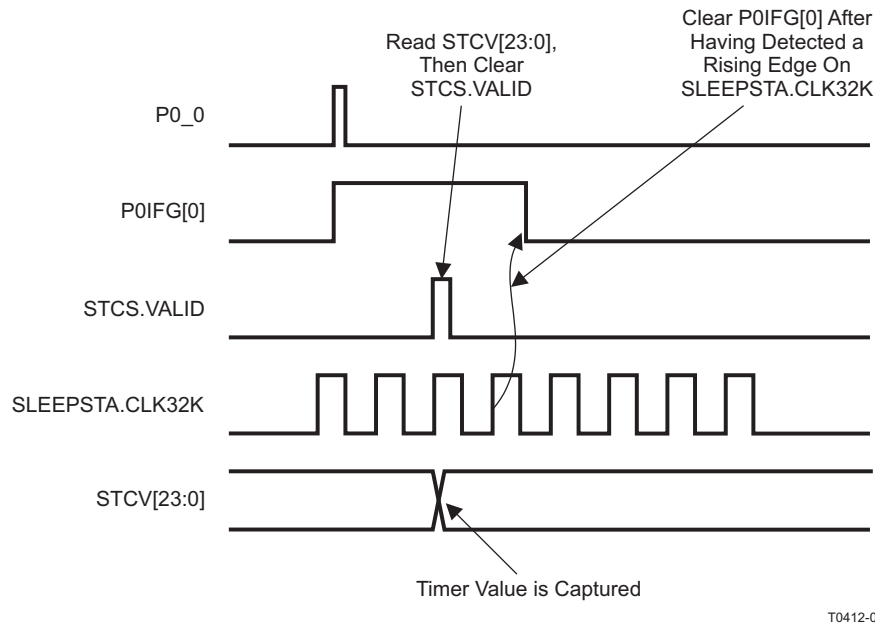 Clear P0IFG[0] After
Having Detected a
Rising Edge On
SLEEPSTA.CLK32K
Read STCV[23:0],
Then Clear
STCS.VALID
P0_0
P0IFG[0]
STCS.VALID
SLEEPSTA.CLK32K
STCV[23:0]
Timer Value is Captured